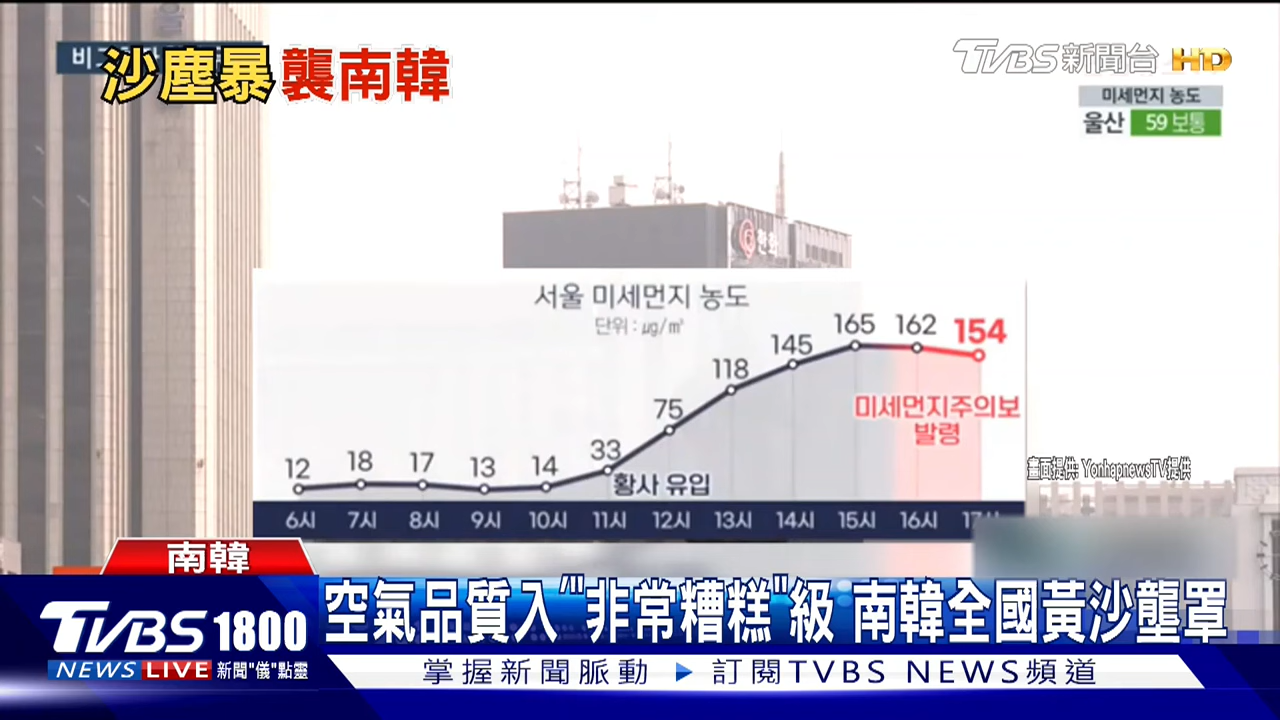 沙塵暴襲南韓
TVBS新聞台 HD
미세먼지 농도
울산 59 보통
한화
서울 미세먼지 농도
단위 : ㎍/㎥
12 18 17 13 14 33 75 118 145 165 162 154
황사 유입
미세먼지주의보
발령
6시 7시 8시 9시 10시 11시 12시 13시 14시 15시 16시
畫面提供: YonhapnewsTV提供
南韓
空氣品質入"非常糟糕"級 南韓全國黃沙壟罩
TVBS 1800
NEWS LIVE 新聞"儀"點靈
掌握新聞脈動 ▶ 訂閱TVBS NEWS頻道